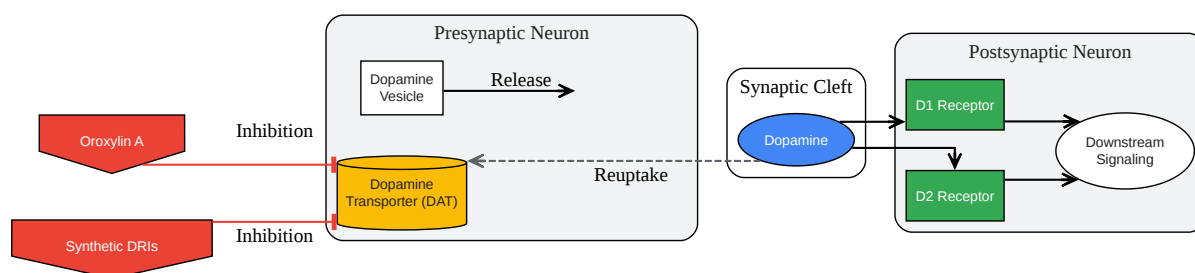 Presynaptic Neuron
Postsynaptic Neuron
Dopamine
Vesicle
Release
Synaptic Cleft
D1 Receptor
Oroxylin A
Inhibition
Dopamine
Downstream
Signaling
Reuptake
Dopamine
Transporter (DAT)
D2 Receptor
Synthetic DRIs
Inhibition